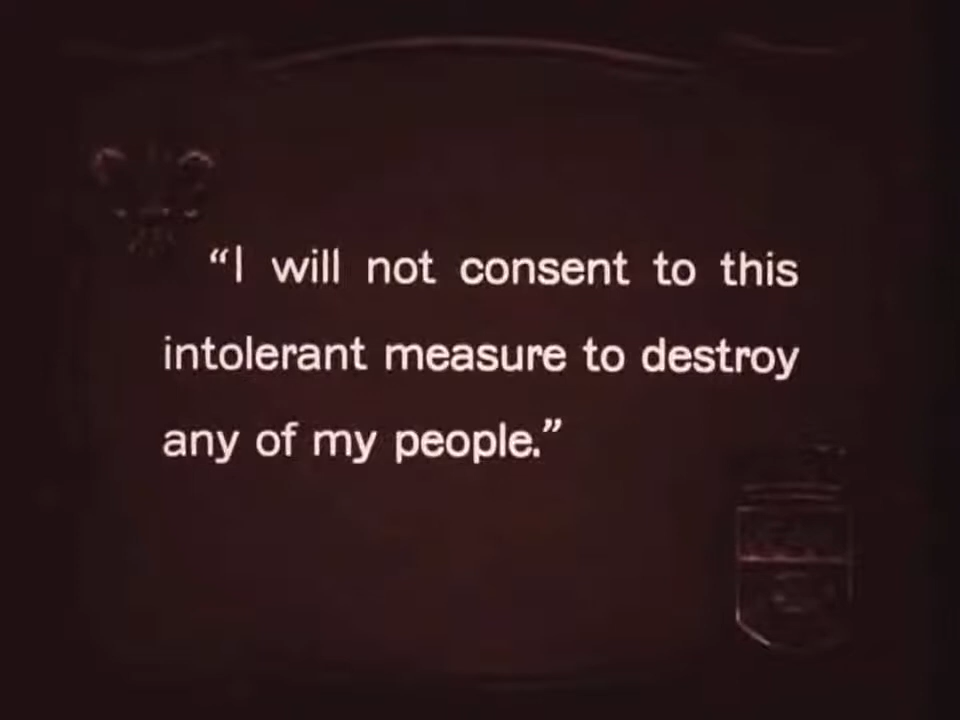 “I will not consent to this
intolerant measure to destroy
any of my people.”